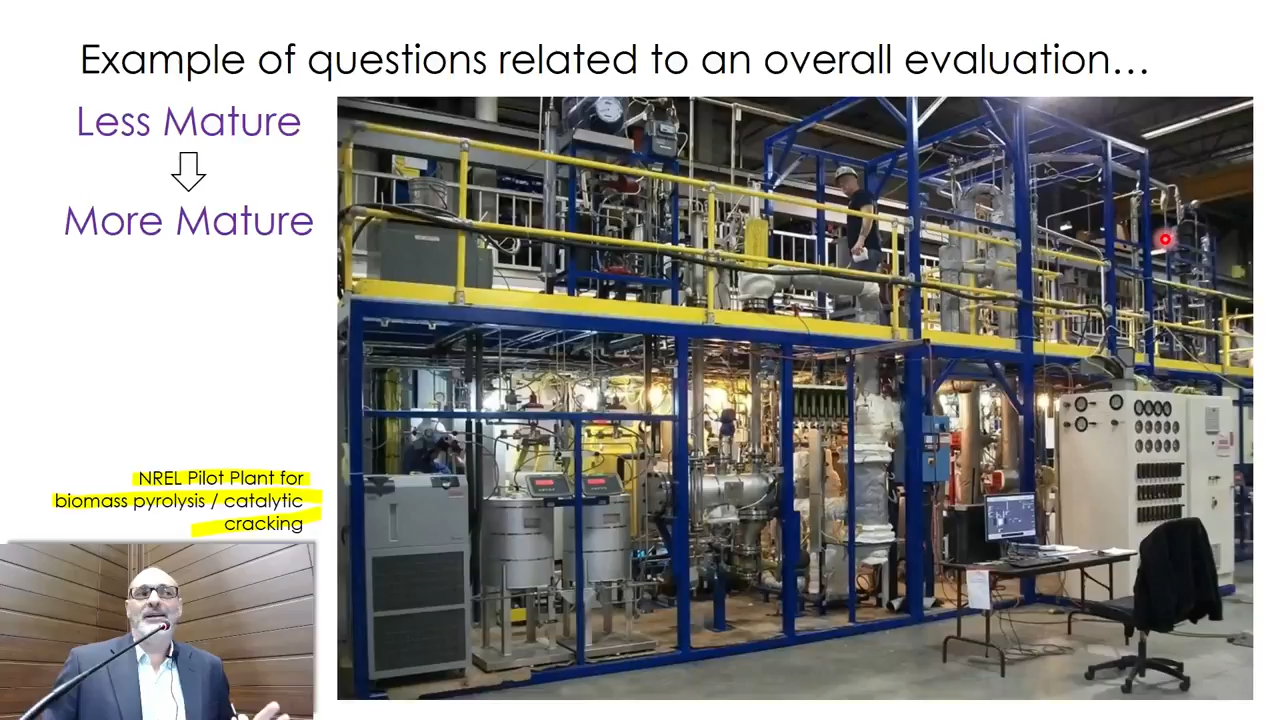 Example of questions related to an overall evaluation…
Less Mature
More Mature
NREL Pilot Plant for
biomass pyrolysis / catalytic
cracking